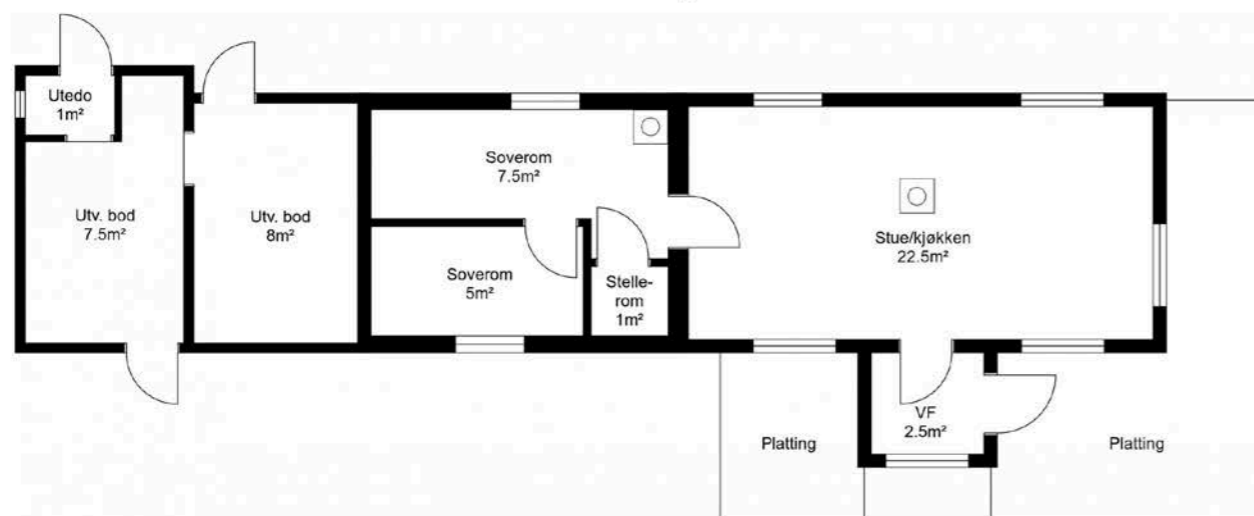 Utedo
1m²
Utv. bod
7.5m²
Utv. bod
8m²
Soverom
7.5m²
Soverom
5m²
Stelle-
rom
1m²
Stue/kjøkken
22.5m²
VF
2.5m²
Platting
Platting